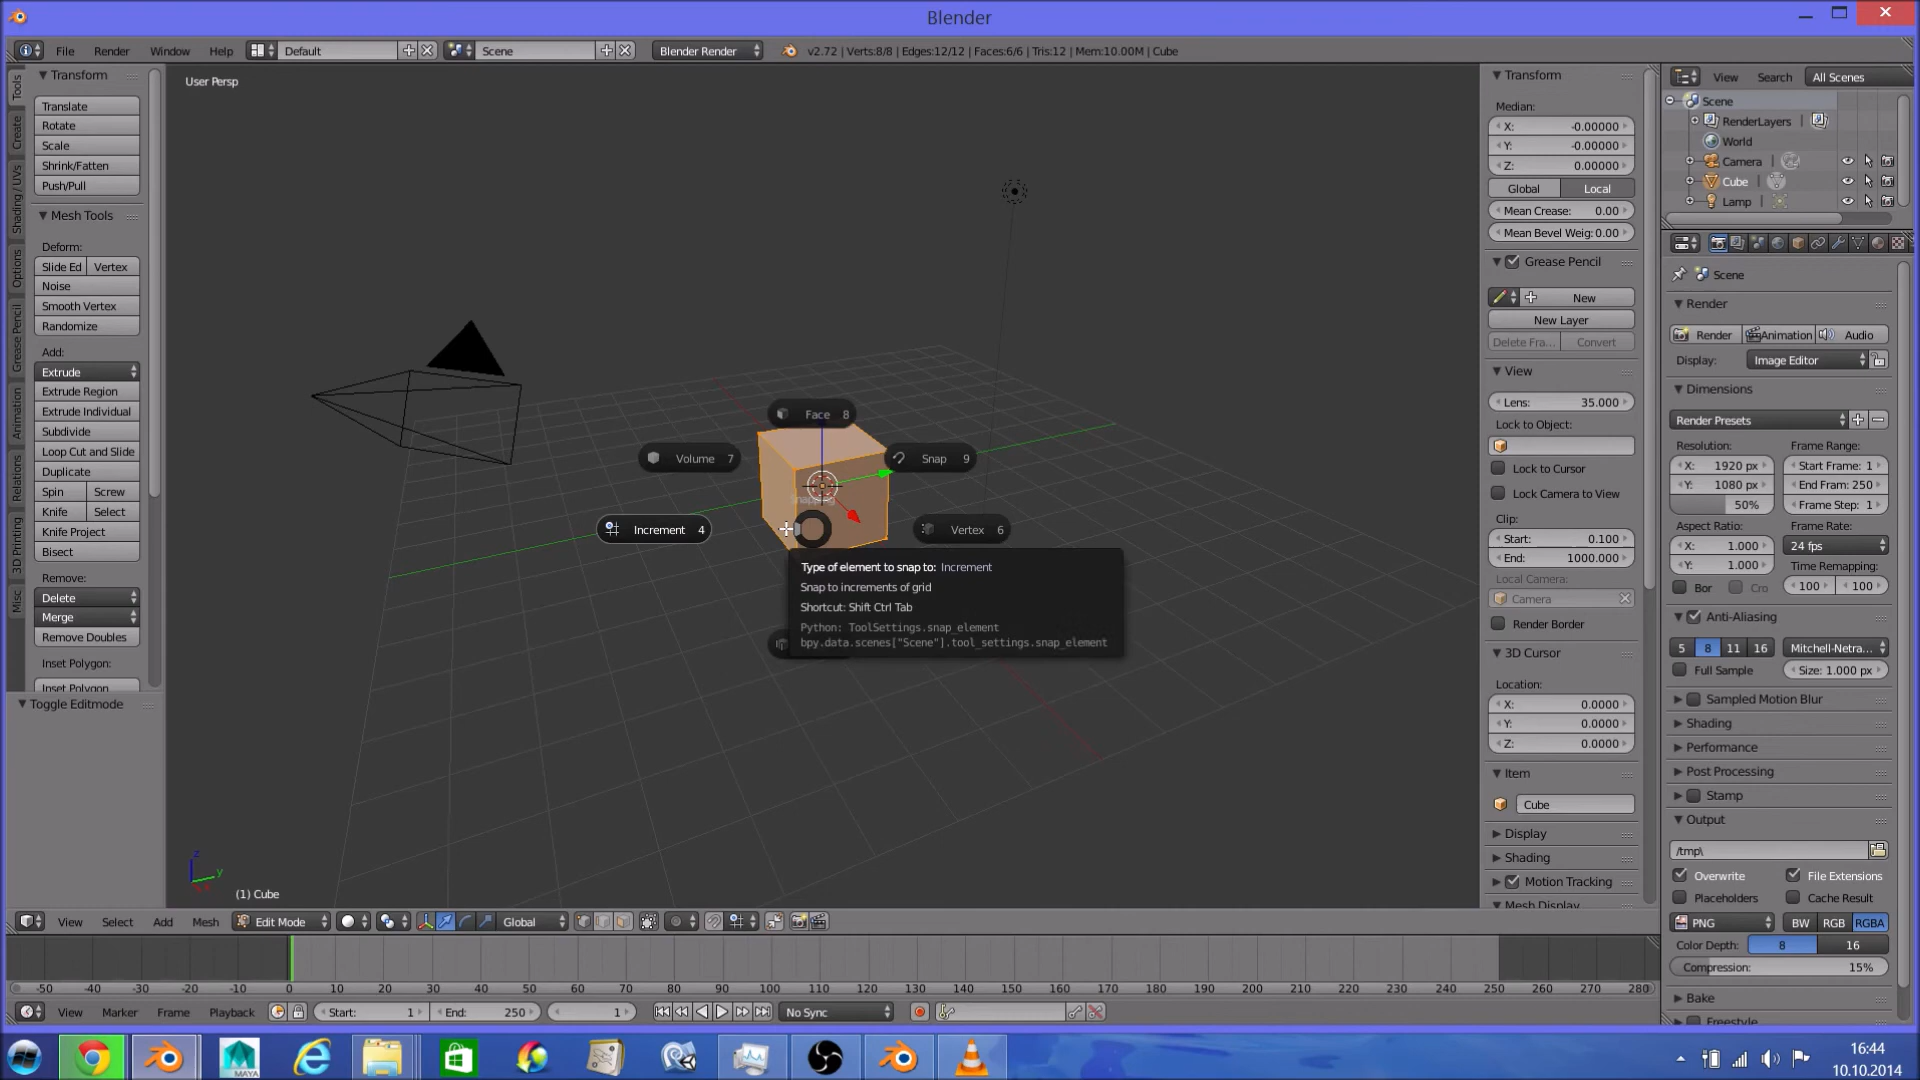 Blender
File Render Window Help Default Scene Blender Render v2.72 | Verts:8/8 | Edges:12/12 | Faces:6/6 | Tris:12 | Mem:10.00M | Cube
Tools
Create
Shading / UVs
Options
Grease Pencil
Animation
Relations
3D Printing
Misc
Transform
Translate
Rotate
Scale
Shrink/Fatten
Push/Pull
Mesh Tools
Deform:
Slide Ed Vertex
Noise
Smooth Vertex
Randomize
Add:
Extrude
Extrude Region
Extrude Individual
Subdivide
Loop Cut and Slide
Duplicate
Spin Screw
Knife Select
Knife Project
Bisect
Remove:
Delete
Merge
Remove Doubles
Inset Polygon:
Inset Polygon
Toggle Editmode
User Persp
Face 8
Volume 7
Snap 9
Snapping
Increment 4
Vertex 6
Type of element to snap to: Increment
Snap to increments of grid
Shortcut: Shift Ctrl Tab
Python: ToolSettings.snap_element
bpy.data.scenes["Scene"].tool_settings.snap_element
z
y
x
(1) Cube
Transform
Median:
X: -0.00000
Y: -0.00000
Z: 0.00000
Global Local
Mean Crease: 0.00
Mean Bevel Weig: 0.00
Grease Pencil
New
New Layer
Delete Fra... Convert
View
Lens: 35.000
Lock to Object:
Lock to Cursor
Lock Camera to View
Clip:
Start: 0.100
End: 1000.000
Local Camera:
Camera
Render Border
3D Cursor
Location:
X: 0.0000
Y: 0.0000
Z: 0.0000
Item
Cube
Display
Shading
Motion Tracking
Mesh Display
View Search All Scenes
Scene
RenderLayers
World
Camera
Cube
Lamp
Scene
Render
Render Animation Audio
Display: Image Editor
Dimensions
Render Presets
Resolution: Frame Range:
X: 1920 px Start Frame: 1
Y: 1080 px End Fram: 250
50% Frame Step: 1
Aspect Ratio: Frame Rate:
X: 1.000 24 fps
Y: 1.000 Time Remapping:
Bor Cro 100 100
Anti-Aliasing
5 8 11 16 Mitchell-Netra...
Full Sample Size: 1.000 px
Sampled Motion Blur
Shading
Performance
Post Processing
Stamp
Output
/tmp\
Overwrite File Extensions
Placeholders Cache Result
PNG BW RGB RGBA
Color Depth: 8 16
Compression: 15%
Bake
Freestyle
View Select Add Mesh Edit Mode Global
-50 -40 -30 -20 -10 0 10 20 30 40 50 60 70 80 90 100 110 120 130 140 150 160 170 180 190 200 210 220 230 240 250 260 270 280
View Marker Frame Playback Start: 1 End: 250 1 No Sync
MAYA
16:44
10.10.2014